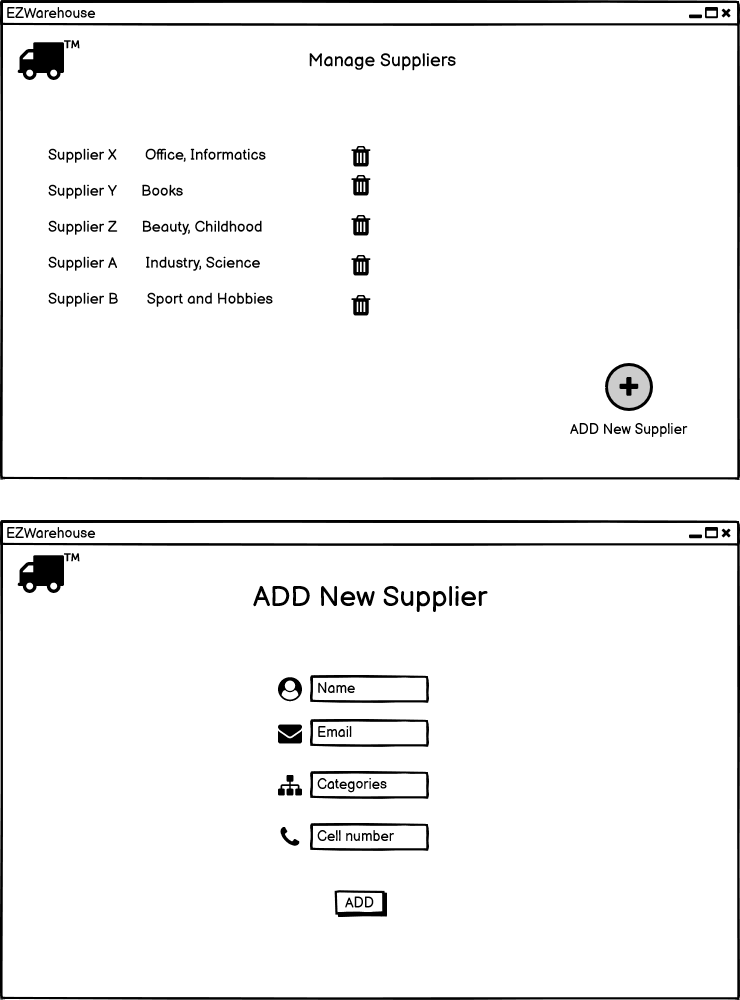 EZWarehouse
TM
Manage Suppliers
Supplier X Office, Informatics
Supplier Y Books
Supplier Z Beauty, Childhood
Supplier A Industry, Science
Supplier B Sport and Hobbies
ADD New Supplier
EZWarehouse
TM
ADD New Supplier
Name
Email
Categories
Cell number
ADD